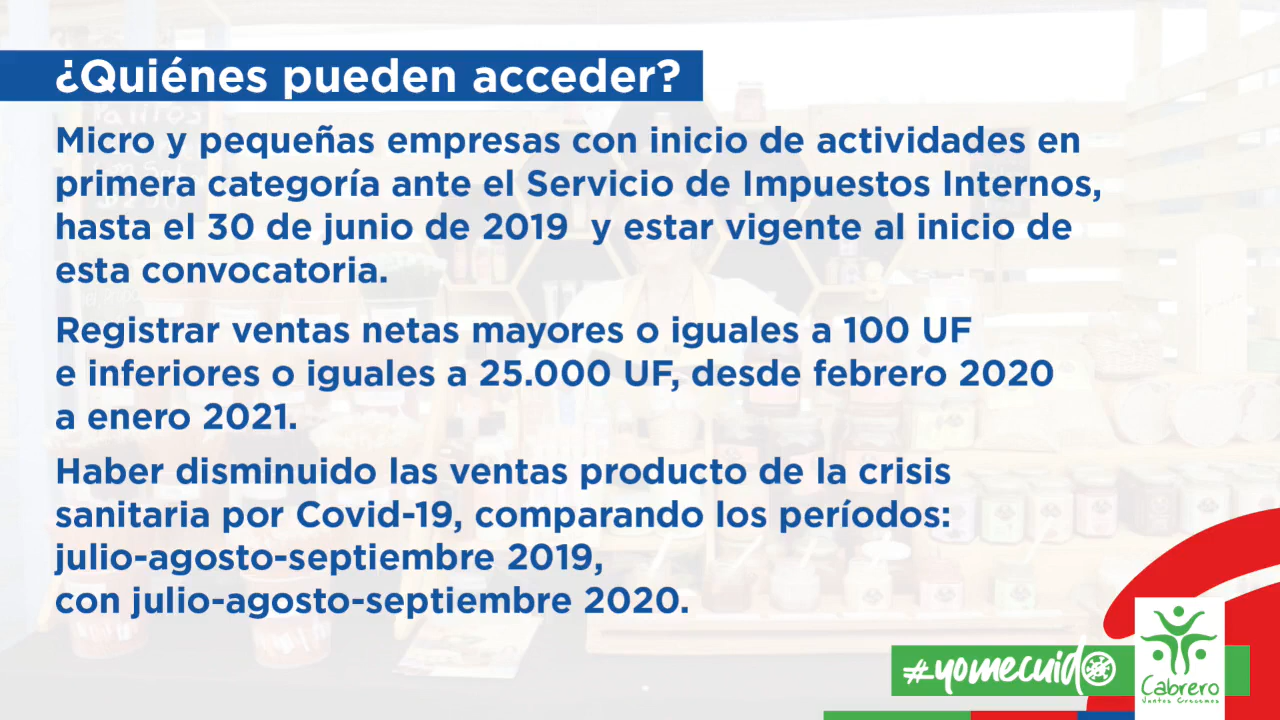 ¿Quiénes pueden acceder?
Micro y pequeñas empresas con inicio de actividades en
primera categoría ante el Servicio de Impuestos Internos,
hasta el 30 de junio de 2019 y estar vigente al inicio de
esta convocatoria.
Registrar ventas netas mayores o iguales a 100 UF
e inferiores o iguales a 25.000 UF, desde febrero 2020
a enero 2021.
Haber disminuido las ventas producto de la crisis
sanitaria por Covid-19, comparando los períodos:
julio-agosto-septiembre 2019,
con julio-agosto-septiembre 2020.
#yomecuido
Cabrero
Juntos Crecemos